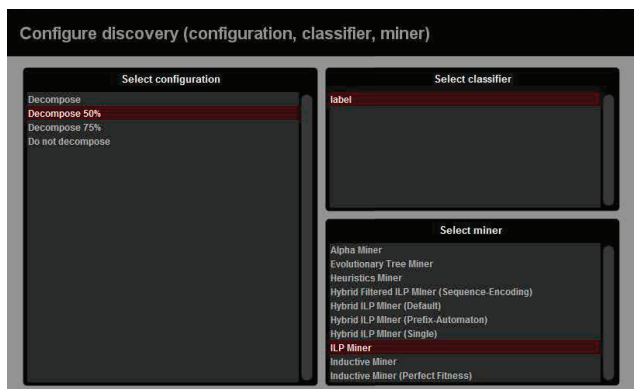 Configure discovery (configuration, classifier, miner)
Select configuration
Decompose
Decompose 50%
Decompose 75%
Do not decompose
Select classifier
label
Select miner
Alpha Miner
Evolutionary Tree Miner
Heuristics Miner
Hybrid Filtered ILP Miner (Sequence-Encoding)
Hybrid ILP Miner (Default)
Hybrid ILP Miner (Prefix-Automaton)
Hybrid ILP Miner (Single)
ILP Miner
Inductive Miner
Inductive Miner (Perfect Fitness)